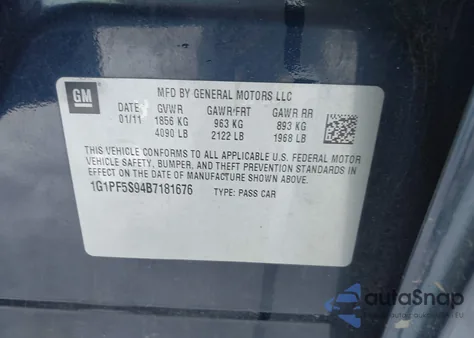 GM
MFD BY GENERAL MOTORS LLC
DATE GVWR GAWR FRT GAWR RR
01/11 1856 KG 963 KG 893 KG
4090 LB 2122 LB 1968 LB
THIS VEHICLE CONFORMS TO ALL APPLICABLE U.S. FEDERAL MOTOR
VEHICLE SAFETY, BUMPER, AND THEFT PREVENTION STANDARDS IN
EFFECT ON THE DATE OF MANUFACTURE SHOWN ABOVE.
1G1PF5S94B7181676 TYPE: PASS CAR
autoSnap